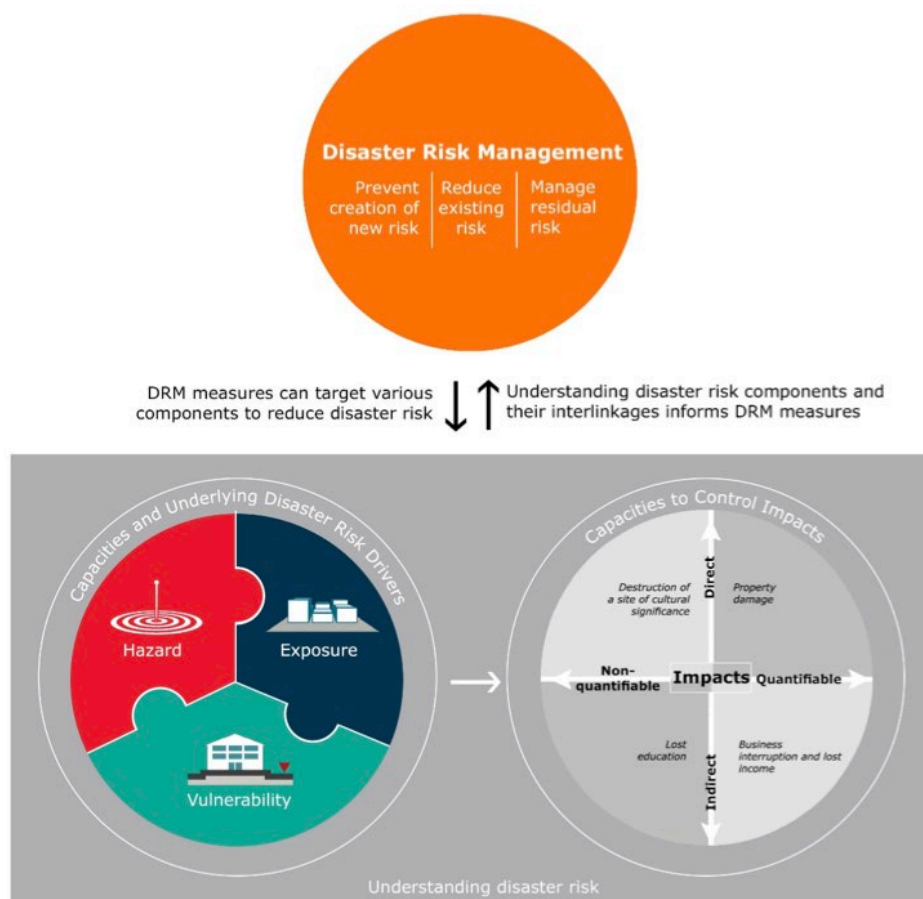 Disaster Risk Management
Prevent
creation of
new risk
Reduce
existing
risk
Manage
residual
risk
DRM measures can target various
components to reduce disaster risk
Understanding disaster risk components and
their interlinkages informs DRM measures
Capacities and Underlying Disaster Risk Drivers
Hazard
Exposure
Vulnerability
Capacities to Control Impacts
Direct
Destruction of
a site of cultural
significance
Property
damage
Non-
quantifiable
Impacts
Quantifiable
Lost
education
Business
interruption and lost
income
Indirect
Understanding disaster risk